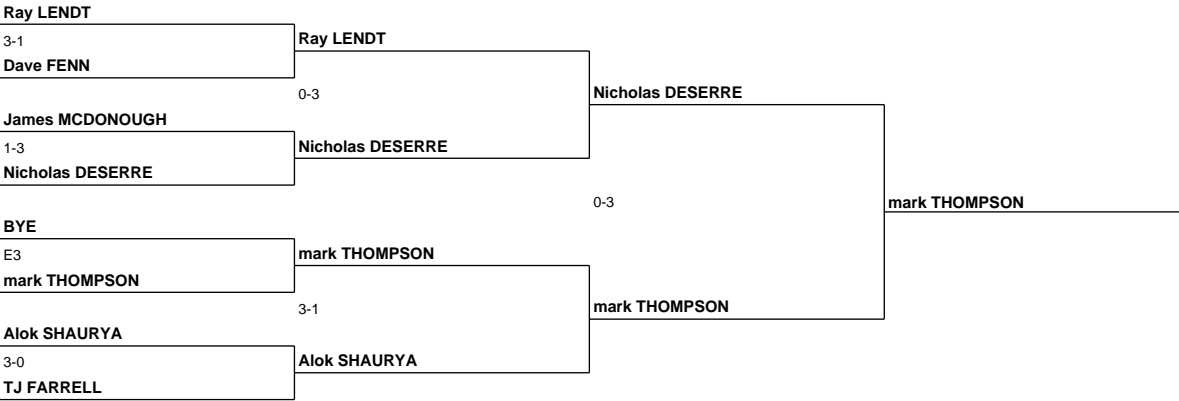 Ray LENDT
3-1
Dave FENN
James MCDONOUGH
1-3
Nicholas DESERRE
BYE
E3
mark THOMPSON
Alok SHAURYA
3-0
TJ FARRELL
Ray LENDT
0-3
Nicholas DESERRE
mark THOMPSON
3-1
Alok SHAURYA
Nicholas DESERRE
0-3
mark THOMPSON
mark THOMPSON